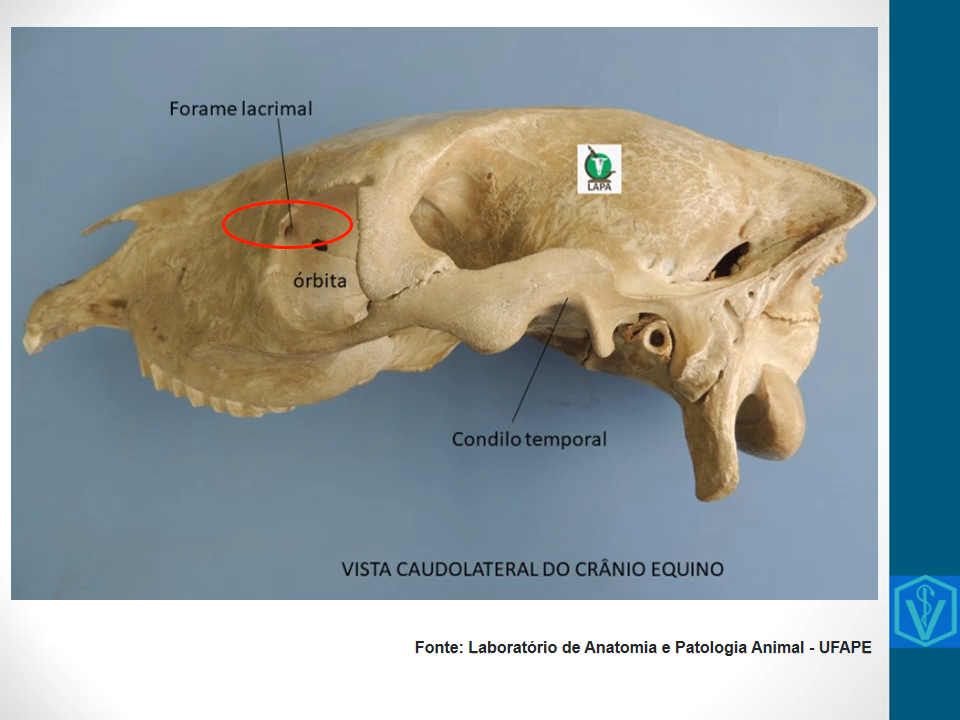 Forame lacrimal
LAPA
órbita
Condilo temporal
VISTA CAUDOLATERAL DO CRÂNIO EQUINO
Fonte: Laboratório de Anatomia e Patologia Animal - UFAPE
V